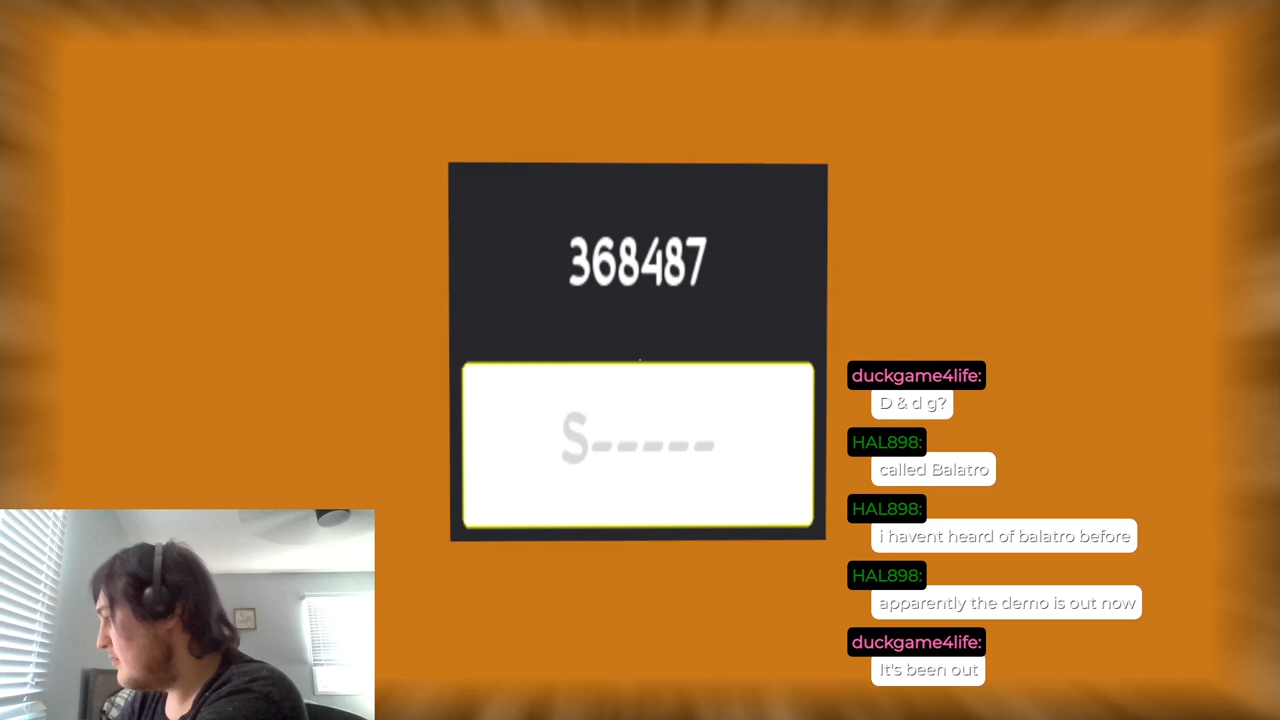 368487
S-----
duckgame4life:
D & d g?
HAL898:
called Balatro
HAL898:
i havent heard of balatro before
HAL898:
apparently the demo is out now
duckgame4life:
It's been out